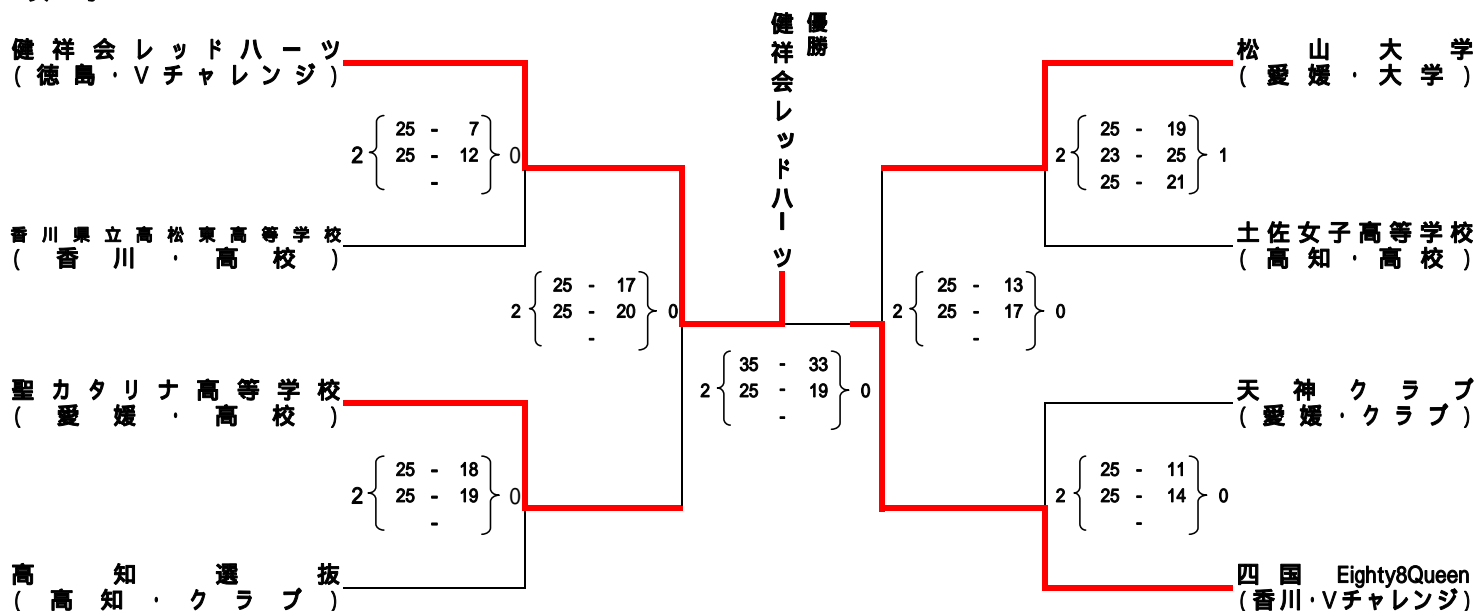 優勝
健祥会レッドハーツ
健祥会レッドハーツ
(徳島・Vチャレンジ)
2 25 - 7 0
25 - 12
-
香川県立高松東高等学校
(香川・高校)
2 25 - 17 0
25 - 20
-
聖カタリナ高等学校
(愛媛・高校)
2 25 - 18 0
25 - 19
-
高知選抜
(高知・クラブ)
2 35 - 33 0
25 - 19
-
松山大学
(愛媛・大学)
2 25 - 19 1
23 - 25
25 - 21
土佐女子高等学校
(高知・高校)
2 25 - 13 0
25 - 17
-
天神クラブ
(愛媛・クラブ)
2 25 - 11 0
25 - 14
-
四国 Eighty8Queen
(香川・Vチャレンジ)